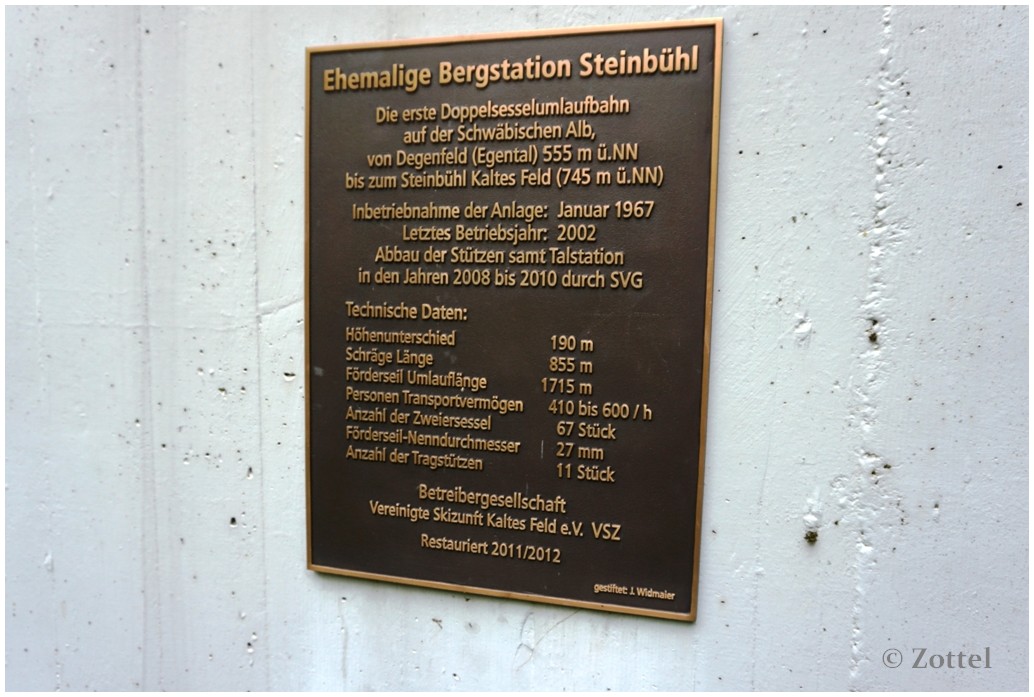 Ehemalige Bergstation Steinbühl
Die erste Doppelsesselumlaufbahn
auf der Schwäbischen Alb,
von Degenfeld (Egental) 555 m ü.NN
bis zum Steinbühl Kaltes Feld (745 m ü.NN)
Inbetriebnahme der Anlage: Januar 1967
Letztes Betriebsjahr: 2002
Abbau der Stützen samt Talstation
in den Jahren 2008 bis 2010 durch SVG
Technische Daten:
Höhenunterschied 190 m
Schräge Länge 855 m
Förderseil Umlauflänge 1715 m
Personen Transportvermögen 410 bis 600 / h
Anzahl der Zweiersessel 67 Stück
Förderseil-Nenndurchmesser 27 mm
Anzahl der Tragstützen 11 Stück
Betreibergesellschaft
Vereinigte Skizunft Kaltes Feld e.V. VSZ
Restauriert 2011/2012
gestiftet: J. Widmaier
© Zottel